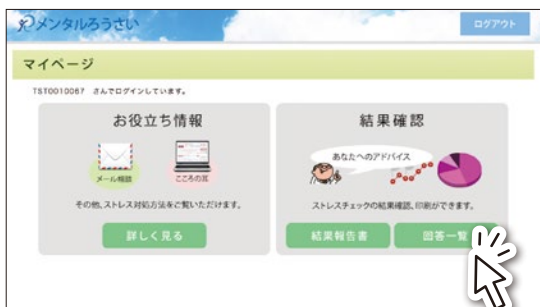 メンタルろうさい
ログアウト
マイページ
TST0010067 さんでログインしています。
お役立ち情報
メール相談
こころの耳
その他、ストレス対処方法をご覧いただけます。
詳しく見る
結果確認
あなたへのアドバイス
ストレスチェックの結果確認、印刷ができます。
結果報告書
回答一覧